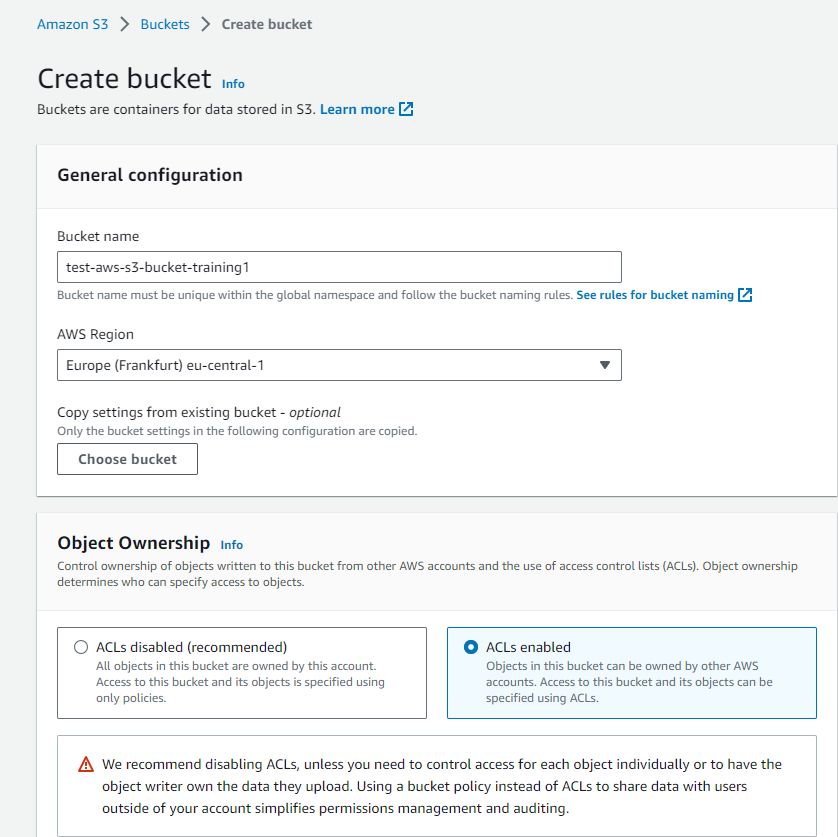 Amazon S3 > Buckets > Create bucket
Create bucket Info
Buckets are containers for data stored in S3. Learn more
General configuration
Bucket name
test-aws-s3-bucket-training1
Bucket name must be unique within the global namespace and follow the bucket naming rules. See rules for bucket naming
AWS Region
Europe (Frankfurt) eu-central-1
Copy settings from existing bucket - optional
Only the bucket settings in the following configuration are copied.
Choose bucket
Object Ownership Info
Control ownership of objects written to this bucket from other AWS accounts and the use of access control lists (ACLs). Object ownership
determines who can specify access to objects.
ACLs disabled (recommended)
All objects in this bucket are owned by this account.
Access to this bucket and its objects is specified using
only policies.
ACLs enabled
Objects in this bucket can be owned by other AWS
accounts. Access to this bucket and its objects can be
specified using ACLs.
We recommend disabling ACLs, unless you need to control access for each object individually or to have the
object writer own the data they upload. Using a bucket policy instead of ACLs to share data with users
outside of your account simplifies permissions management and auditing.